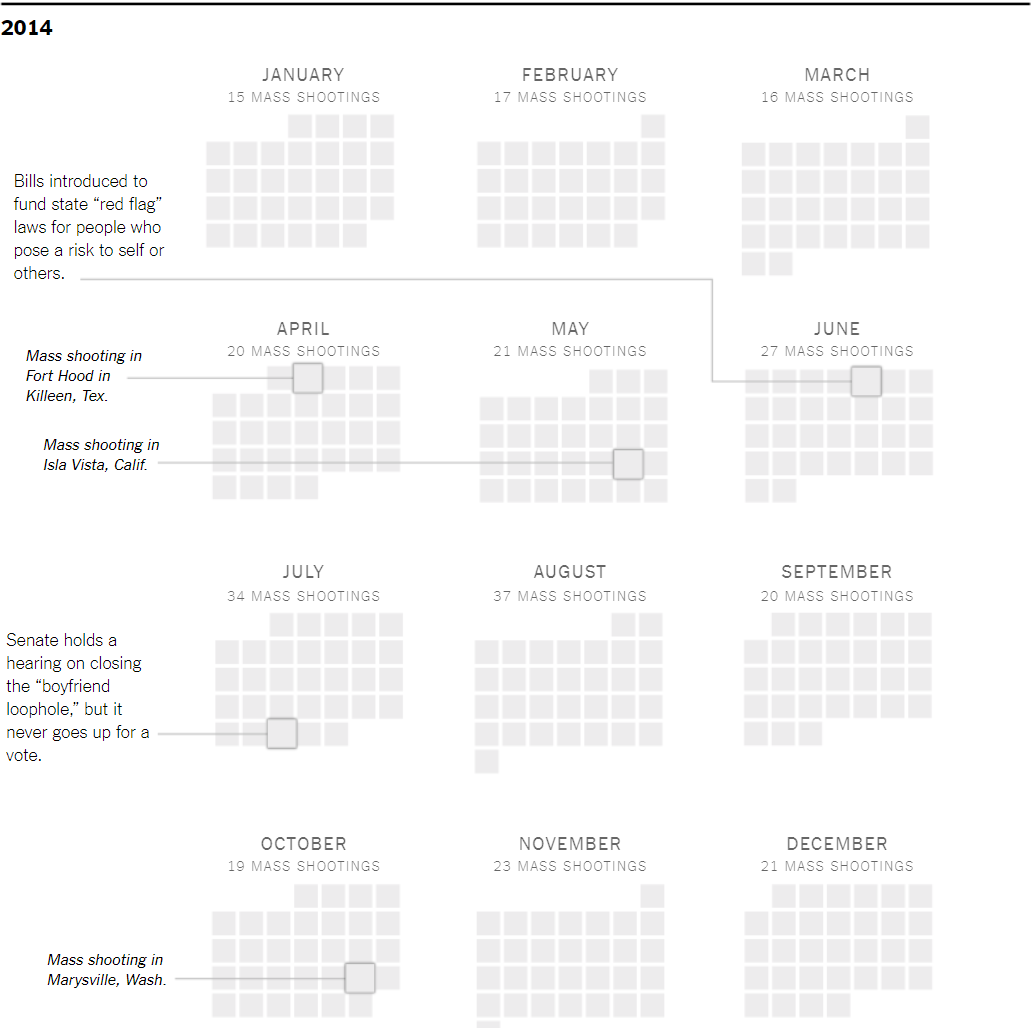 2014
JANUARY
15 MASS SHOOTINGS
FEBRUARY
17 MASS SHOOTINGS
MARCH
16 MASS SHOOTINGS
Bills introduced to
fund state “red flag”
laws for people who
pose a risk to self or
others.
APRIL
20 MASS SHOOTINGS
MAY
21 MASS SHOOTINGS
JUNE
27 MASS SHOOTINGS
Mass shooting in
Fort Hood in
Killeen, Tex.
Mass shooting in
Isla Vista, Calif.
JULY
34 MASS SHOOTINGS
AUGUST
37 MASS SHOOTINGS
SEPTEMBER
20 MASS SHOOTINGS
Senate holds a
hearing on closing
the “boyfriend
loophole,” but it
never goes up for a
vote.
OCTOBER
19 MASS SHOOTINGS
NOVEMBER
23 MASS SHOOTINGS
DECEMBER
21 MASS SHOOTINGS
Mass shooting in
Marysville, Wash.